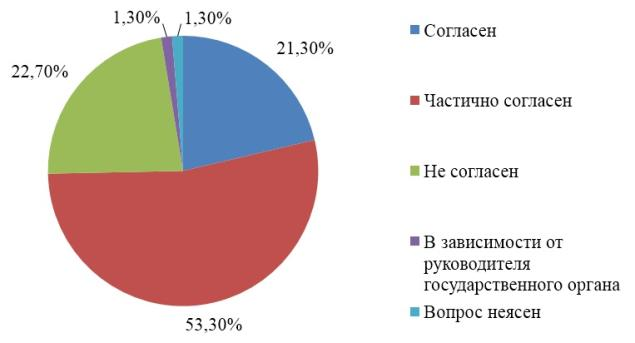 1,30%
1,30%
21,30%
22,70%
53,30%
Согласен
Частично согласен
Не согласен
В зависимости от
руководителя
государственного органа
Вопрос неясен